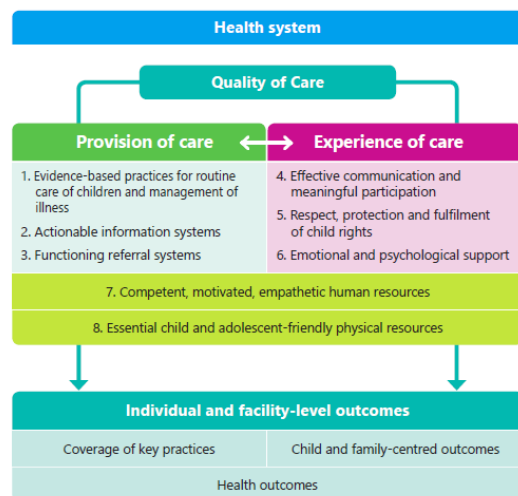 Health system
Quality of Care
Provision of care
Experience of care
1. Evidence-based practices for routine
care of children and management of
illness
2. Actionable information systems
3. Functioning referral systems
4. Effective communication and
meaningful participation
5. Respect, protection and fulfilment
of child rights
6. Emotional and psychological support
7. Competent, motivated, empathetic human resources
8. Essential child and adolescent-friendly physical resources
Individual and facility-level outcomes
Coverage of key practices
Child and family-centred outcomes
Health outcomes